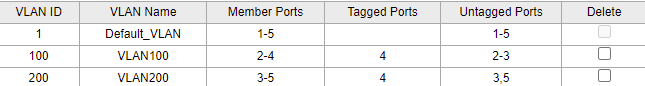 VLAN ID VLAN Name Member Ports Tagged Ports Untagged Ports Delete
1 Default_VLAN 1-5 1-5
100 VLAN100 2-4 4 2-3
200 VLAN200 3-5 4 3,5